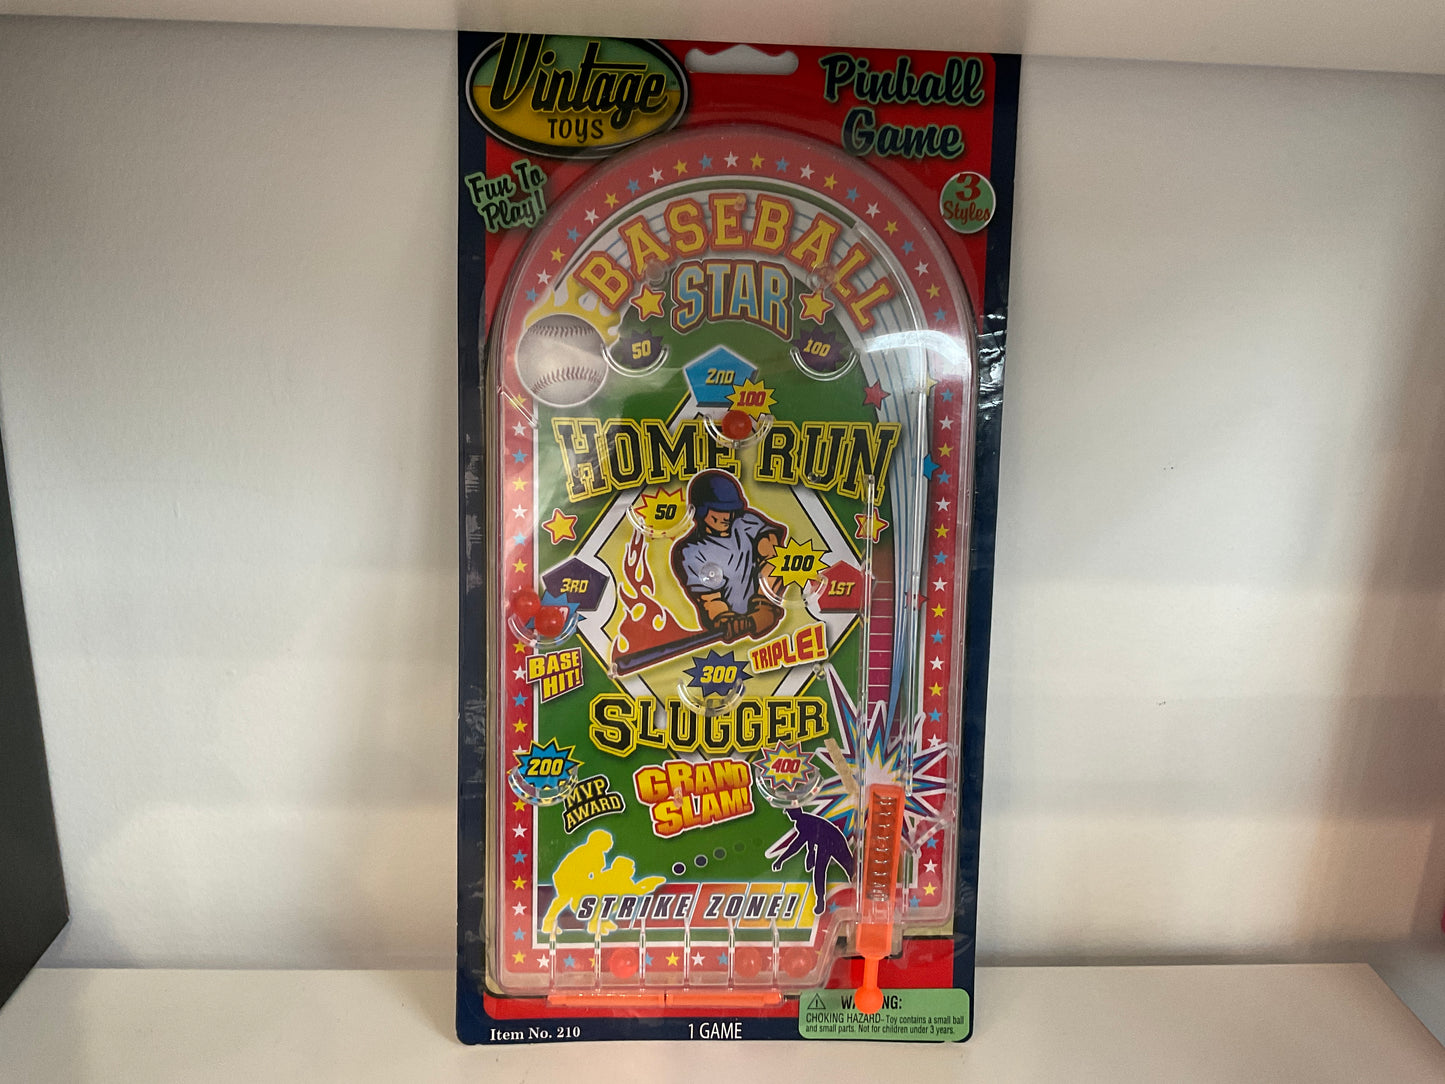 Vintage
TOYS
Pinball
Game
Fun To
Play!
3
Styles
BASEBALL
STAR
50
100
2ND
100
HOME RUN
50
100
3RD
1ST
BASE
HIT!
TRIPLE!
300
SLUGGER
200
400
MVP
AWARD
GRAND
SLAM!
STRIKE ZONE!
CHOKING HAZARD- Toy contains a small ball
and small parts. Not for children under 3 years.
Item No. 210
1 GAME